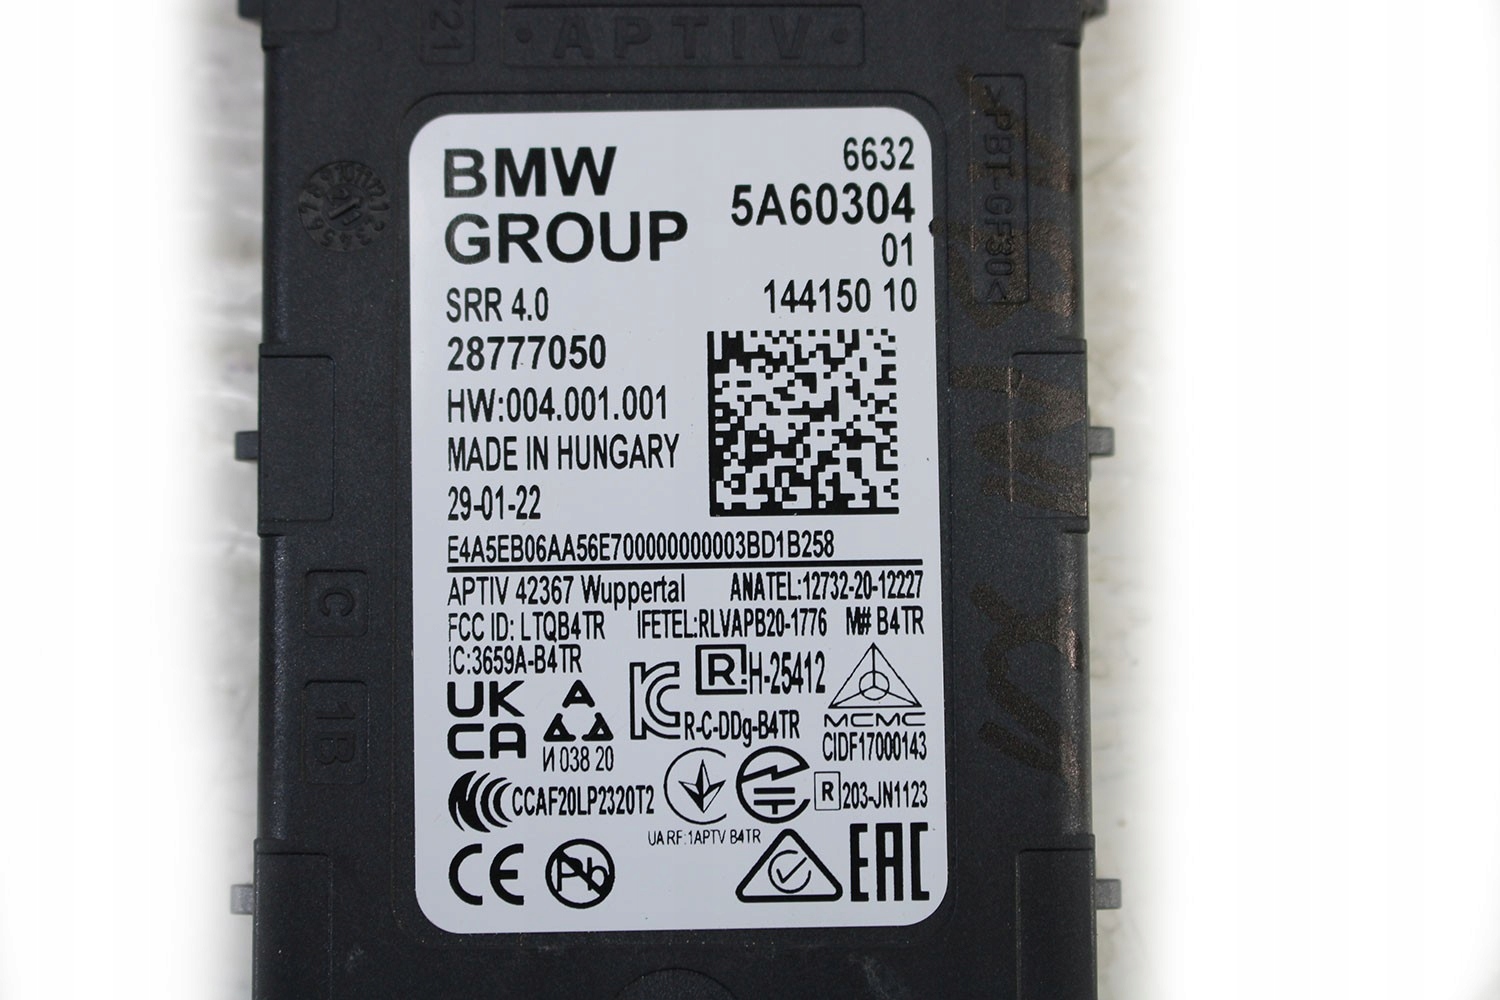 721
· APTIV ·
>PBT-GF30<
BMW
GROUP
6632
5A60304
01
SRR 4.0
144150 10
28777050
HW:004.001.001
MADE IN HUNGARY
29-01-22
E4A5EB06AA56E700000000003BD1B258
APTIV 42367 Wuppertal ANATEL:12732-20-12227
FCC ID: LTQB4TR IFETEL:RLVAPB20-1776 M# B4TR
IC:3659A-B4TR
R H-25412
UK
CA
И 038 20
KC
R-C-DDg-B4TR
MCMC
CIDF17000143
CCAF20LP2320T2
R 203-JN1123
UA RF:1APTV B4TR
CE
Pb
EAC
C
1B